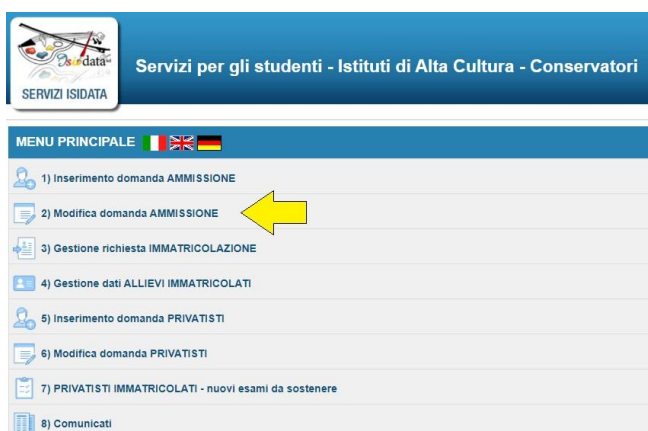 Isidata
SERVIZI ISIDATA
Servizi per gli studenti - Istituti di Alta Cultura - Conservatori
MENU PRINCIPALE
1) Inserimento domanda AMMISSIONE
2) Modifica domanda AMMISSIONE
3) Gestione richiesta IMMATRICOLAZIONE
4) Gestione dati ALLIEVI IMMATRICOLATI
5) Inserimento domanda PRIVATISTI
6) Modifica domanda PRIVATISTI
7) PRIVATISTI IMMATRICOLATI - nuovi esami da sostenere
8) Comunicati